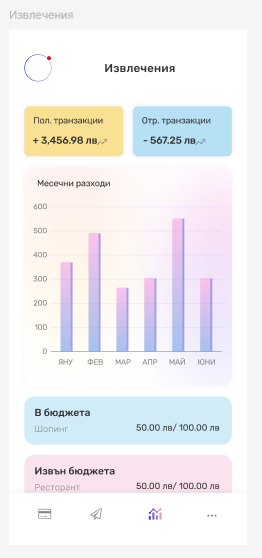 Извлечения
Извлечения
Пол. транзакции
+ 3,456.98 лв
Отр. транзакции
- 567.25 лв
Месечни разходи
600
500
400
300
200
100
0
ЯНУ ФЕВ МАР АПР МАЙ ЮНИ
В бюджета
Шопинг 50.00 лв/ 100.00 лв
Извън бюджета
Ресторант 50.00 лв/ 100.00 лв